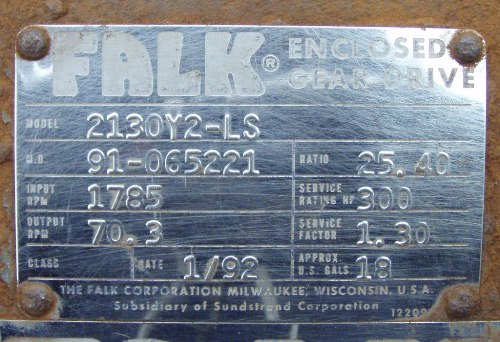 FALK® ENCLOSED
GEAR DRIVE
MODEL 2130Y2-LS
M.O. 91-065221 RATIO 25.40
INPUT RPM 1785 SERVICE RATING HP 300
OUTPUT RPM 70.3 SERVICE FACTOR 1.30
CLASS DATE 1/92 APPROX. U.S. GALS 18
THE FALK CORPORATION MILWAUKEE, WISCONSIN, U.S.A.
Subsidiary of Sundstrand Corporation